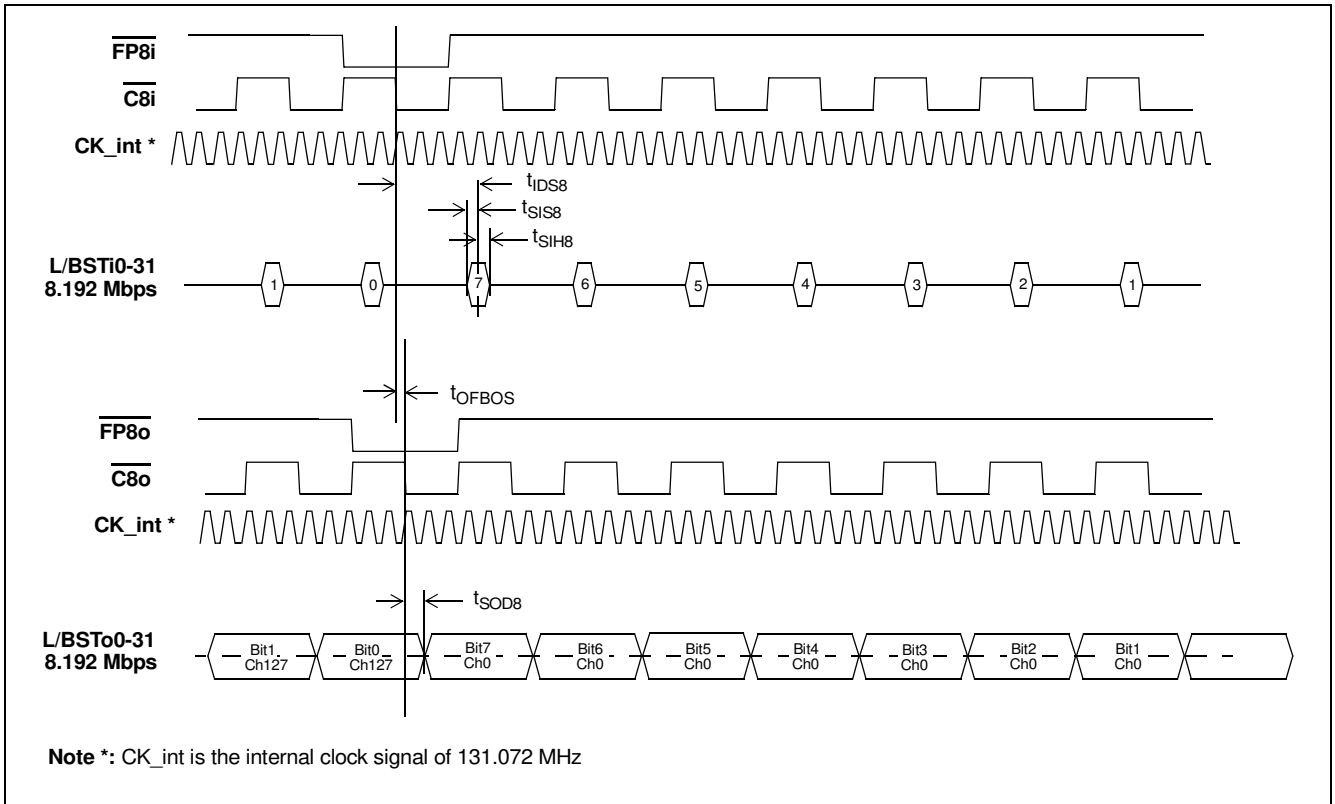 FP8i
C8i
CK_int *
tIDS8
tSIS8
tSIH8
L/BSTi0-31
8.192 Mbps
1 0 7 6 5 4 3 2 1
tOFBOS
FP8o
C8o
CK_int *
tSOD8
L/BSTo0-31
8.192 Mbps
Bit1 Bit0 Bit7 Bit6 Bit5 Bit4 Bit3 Bit2 Bit1
Ch127 Ch127 Ch0 Ch0 Ch0 Ch0 Ch0 Ch0 Ch0
Note *: CK_int is the internal clock signal of 131.072 MHz